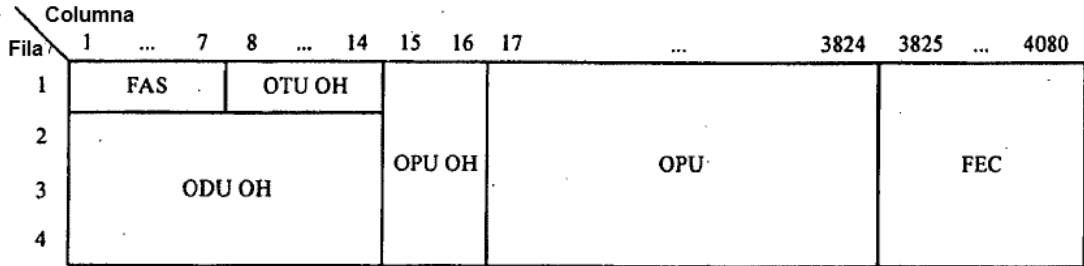 Columna
Fila 1 ... 7 8 ... 14 15 16 17 ... 3824 3825 ... 4080
1 FAS OTU OH
2
OPU OH OPU FEC
3 ODU OH
4